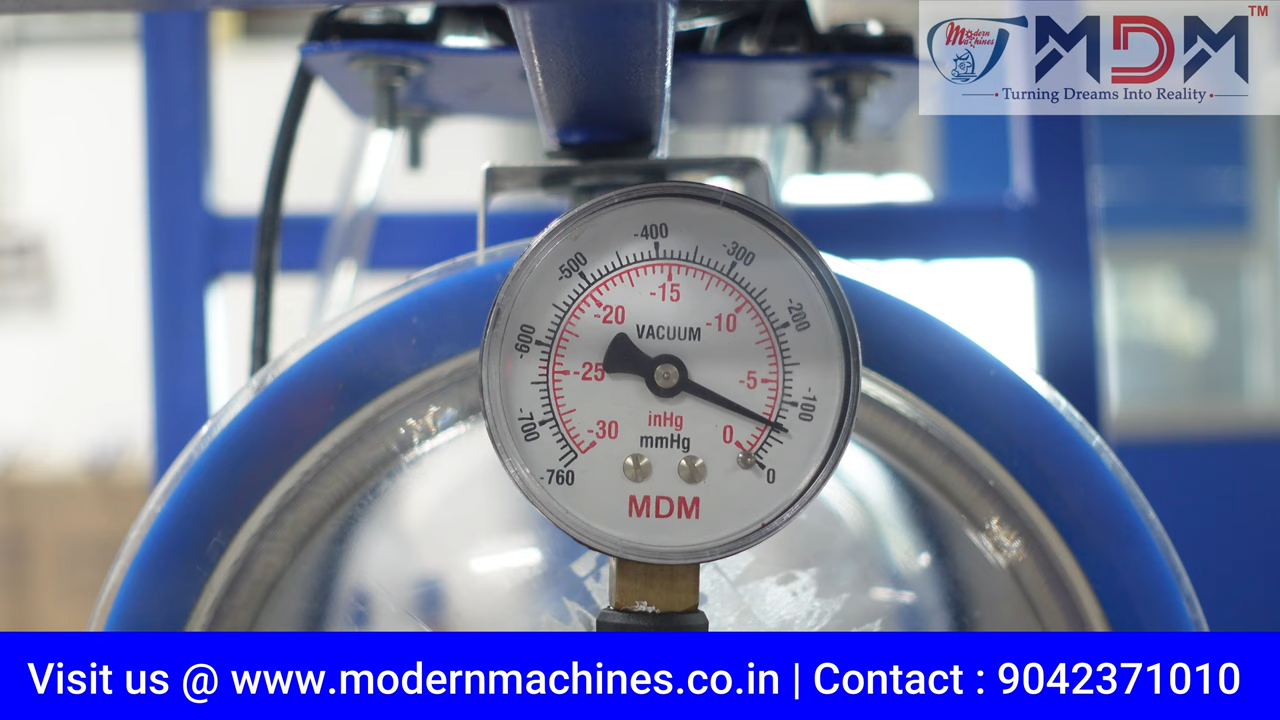 Modern
Machines
MDM TM
Turning Dreams Into Reality
-400
-500
-300
-15
-20
-10
-200
VACUUM
-600
-25
-5
-100
inHg
-700
-30
mmHg
0
-760
0
MDM
Visit us @ www.modernmachines.co.in | Contact : 9042371010